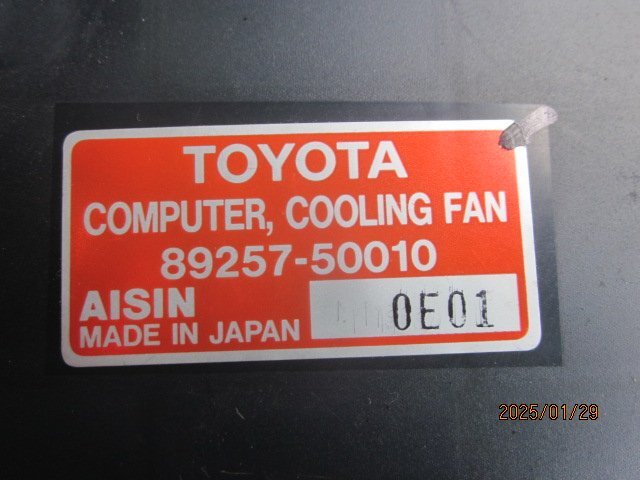 TOYOTA
COMPUTER, COOLING FAN
89257-50010
AISIN
MADE IN JAPAN
0E01
2025/01/29